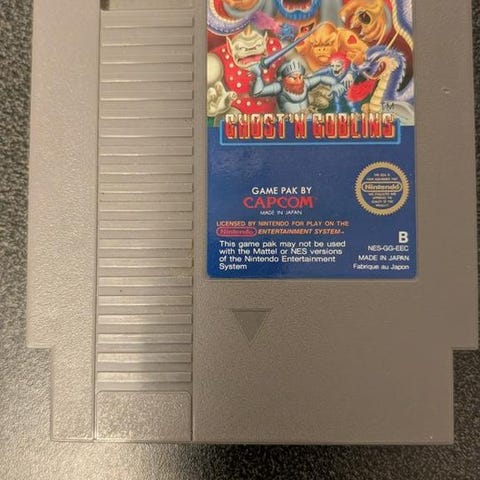 ™
GHOST'N GOBLINS
GAME PAK BY
CAPCOM
MADE IN JAPAN
LICENSED BY NINTENDO FOR PLAY ON THE
Nintendo ENTERTAINMENT SYSTEM™
This game pak may not be used
with the Mattel or NES versions
of the Nintendo Entertainment
System
Nintendo
B
NES-GG-EEC
MADE IN JAPAN
Fabrique au Japon